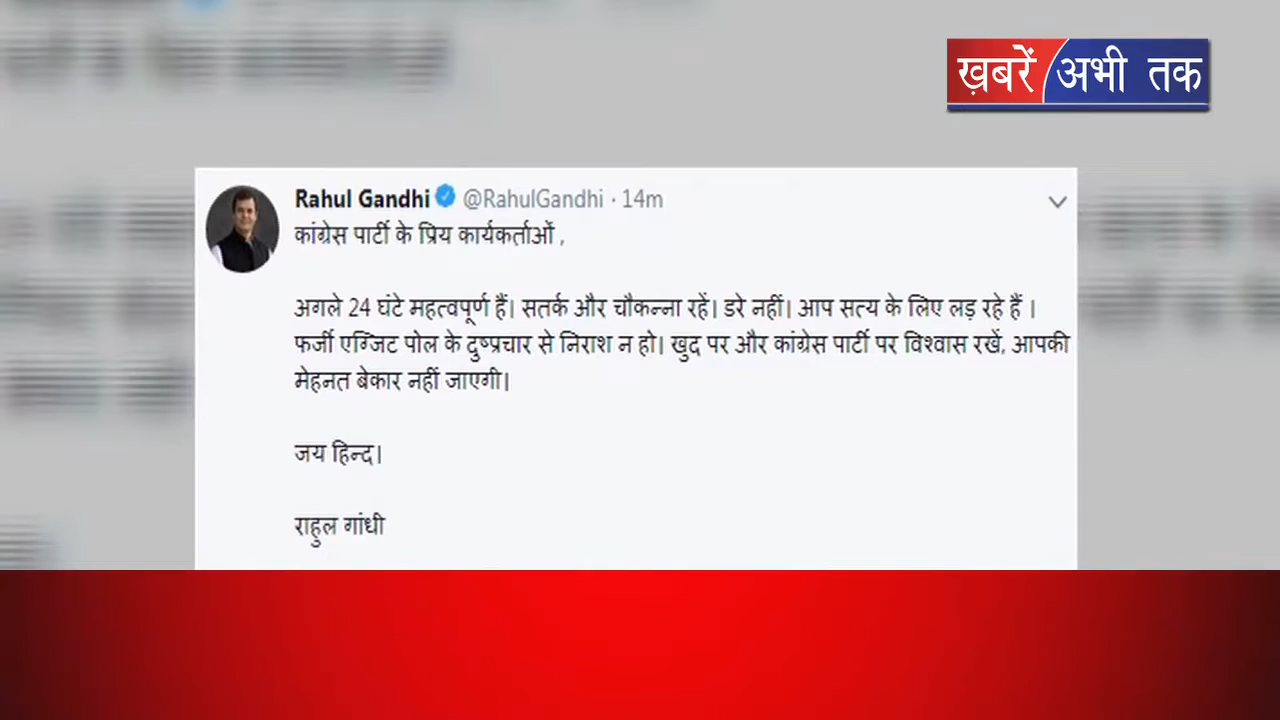 ख़बरें अभी तक
Rahul Gandhi @RahulGandhi · 14m
कांग्रेस पार्टी के प्रिय कार्यकर्ताओं ,
अगले 24 घंटे महत्वपूर्ण हैं। सतर्क और चौकन्ना रहें। डरे नहीं। आप सत्य के लिए लड़ रहे हैं ।
फर्जी एग्जिट पोल के दुष्प्रचार से निराश न हो। खुद पर और कांग्रेस पार्टी पर विश्वास रखें, आपकी
मेहनत बेकार नहीं जाएगी।
जय हिन्द।
राहुल गांधी